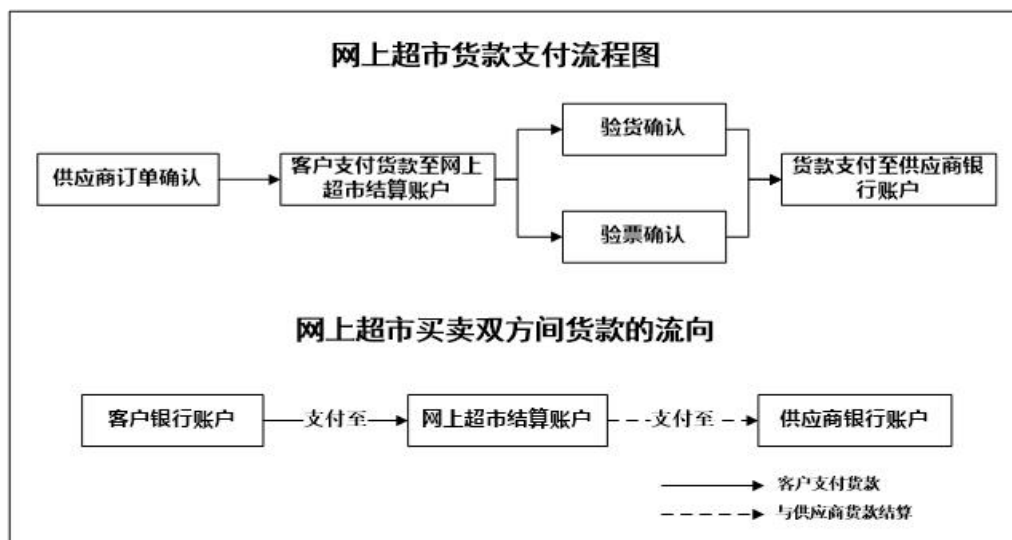 网上超市货款支付流程图
验货确认
供应商订单确认
客户支付货款至网上
超市结算账户
货款支付至供应商银
行账户
验票确认
网上超市买卖双方间货款的流向
客户银行账户
支付至
网上超市结算账户
支付至
供应商银行账户
客户支付货款
与供应商货款结算